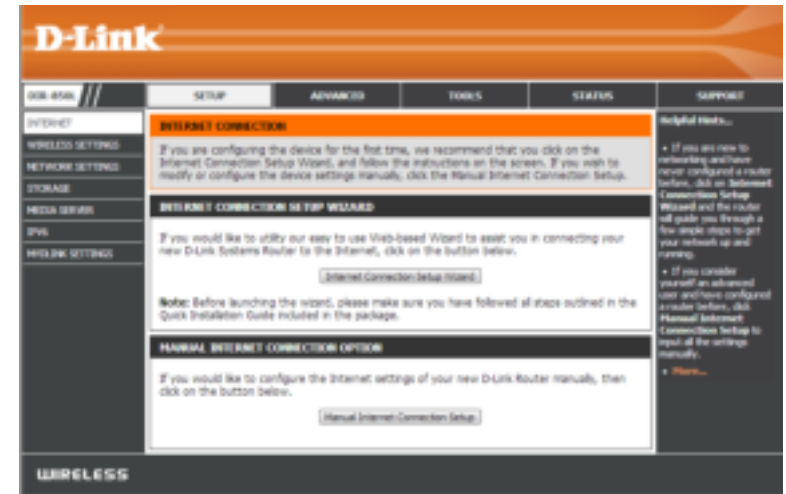 D-Link
SETUP
ADVANCED
TOOLS
STATUS
SUPPORT
INTERNET
WIRELESS SETTINGS
NETWORK SETTINGS
STORAGE
MEDIA SERVER
IPV6
MYDLINK SETTINGS
INTERNET CONNECTION
If you are configuring the device for the first time, we recommend that you click on the
Internet Connection Setup Wizard, and follow the instructions on the screen. If you wish to
modify or configure the device settings manually, click the Manual Internet Connection Setup.
INTERNET CONNECTION SETUP WIZARD
If you would like to utilty our easy to use Web-based Wizard to assist you in connecting your
new D-Link Systems Router to the Internet, click on the button below.
Internet Connection Setup Wizard
Note: Before launching the wizard, please make sure you have followed all steps outlined in the
Quick Installation Guide included in the package.
MANUAL INTERNET CONNECTION OPTION
If you would like to configure the Internet settings of your new D-Link Router manually, then
click on the button below.
Manual Internet Connection Setup
Helpful Hints...
• If you are new to
networking and have
never configured a router
before, click on Internet
Connection Setup
Wizard and the router
will guide you through a
few simple steps to get
your network up and
running.
• If you consider
yourself an advanced
user and have configured
a router before, click
Manual Internet
Connection Setup to
input all the settings
manually.
• More...
WIRELESS